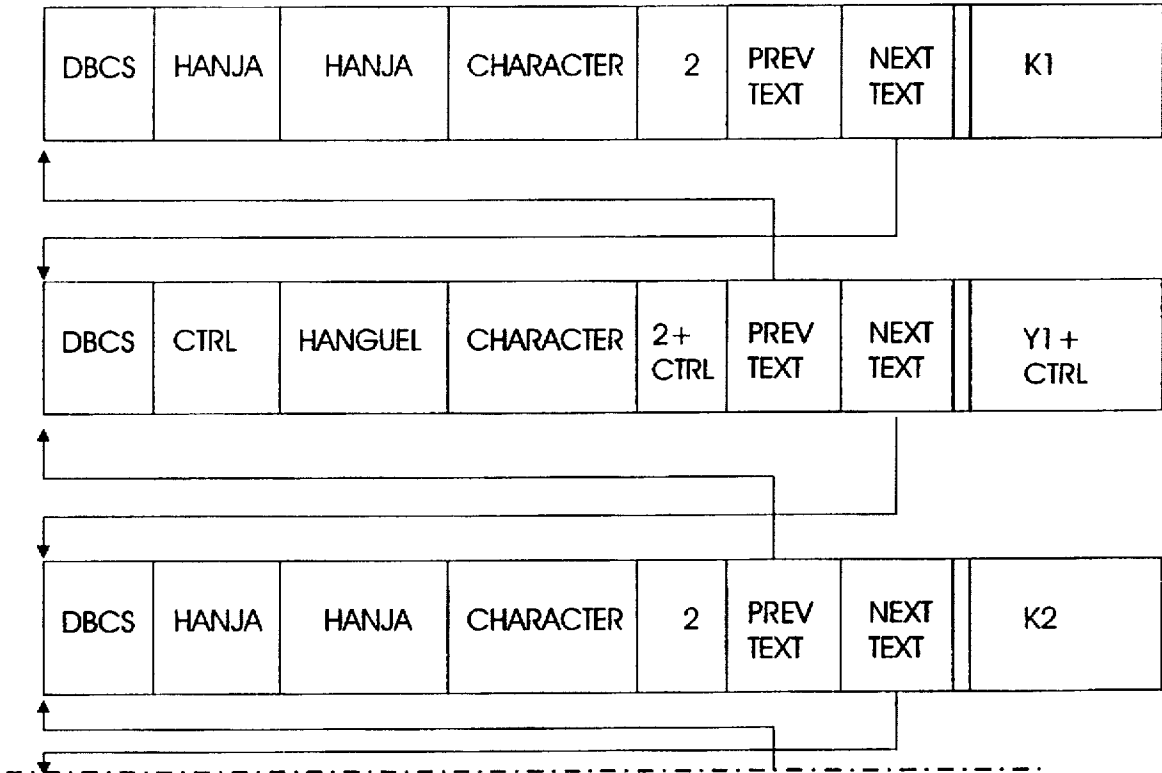 DBCS HANJA HANJA CHARACTER 2 PREV NEXT K1
TEXT TEXT
DBCS CTRL HANGUEL CHARACTER 2+ PREV NEXT Y1+
CTRL TEXT TEXT CTRL
DBCS HANJA HANJA CHARACTER 2 PREV NEXT K2
TEXT TEXT